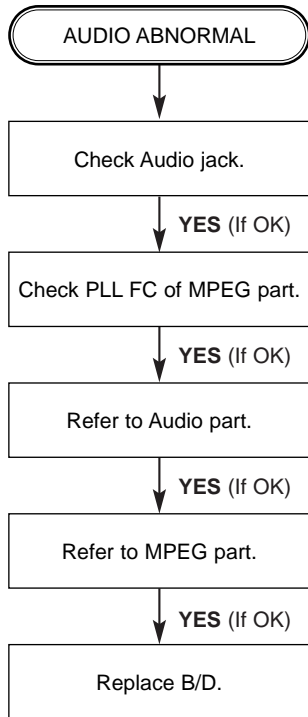 AUDIO ABNORMAL
Check Audio jack.
YES (If OK)
Check PLL FC of MPEG part.
YES (If OK)
Refer to Audio part.
YES (If OK)
Refer to MPEG part.
YES (If OK)
Replace B/D.